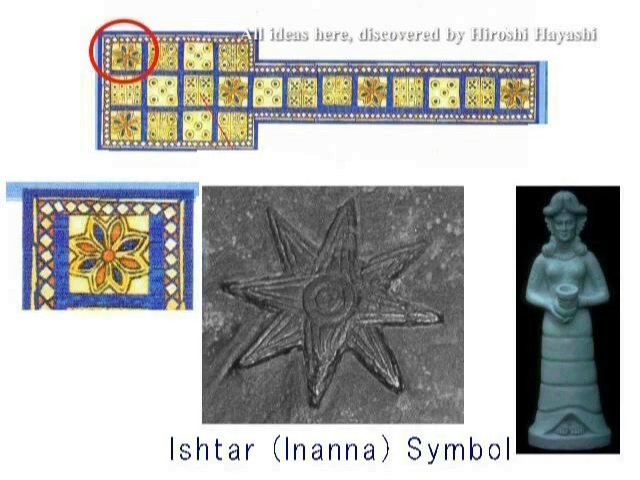 All ideas here, discovered by Hiroshi Hayashi
Ishtar (Inanna) Symbol